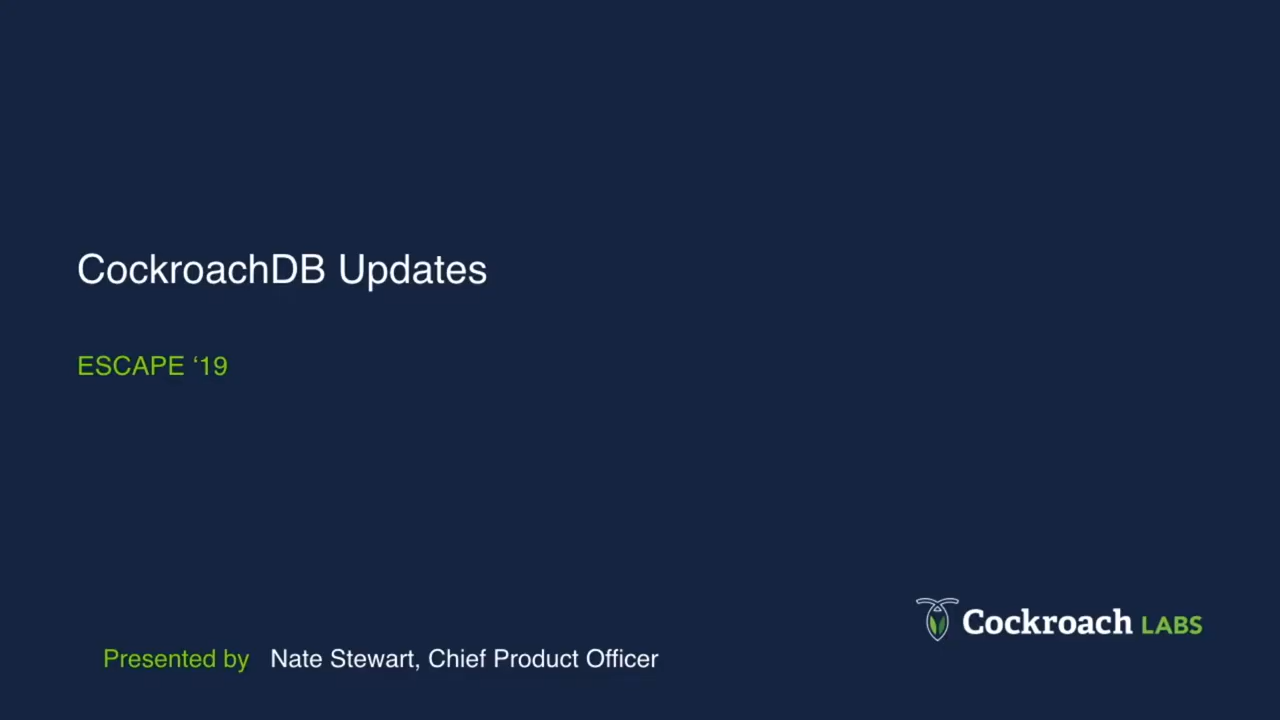 CockroachDB Updates
ESCAPE ‘19
Cockroach LABS
Presented by Nate Stewart, Chief Product Officer